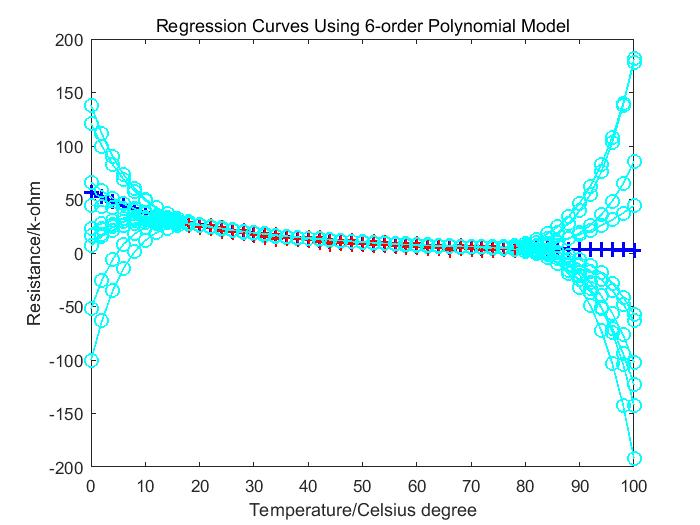 Regression Curves Using 6-order Polynomial Model
200
150
100
50
0
-50
-100
-150
-200
Resistance/k-ohm
0 10 20 30 40 50 60 70 80 90 100
Temperature/Celsius degree